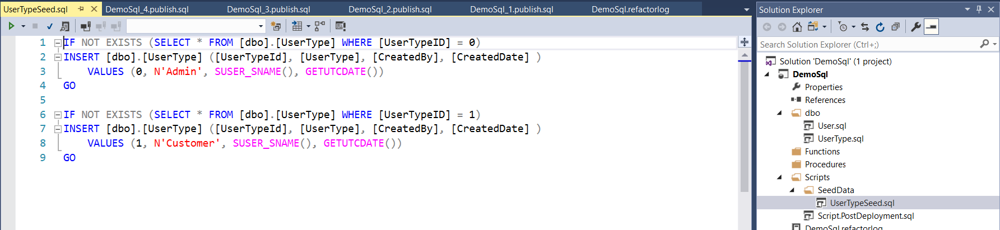 UserTypeSeed.sql DemoSql_4.publish.sql DemoSql_3.publish.sql DemoSql_2.publish.sql DemoSql_1.publish.sql DemoSql.refactorlog
1 IF NOT EXISTS (SELECT * FROM [dbo].[UserType] WHERE [UserTypeID] = 0)
2 INSERT [dbo].[UserType] ([UserTypeId], [UserType], [CreatedBy], [CreatedDate] )
3 VALUES (0, N'Admin', SUSER_SNAME(), GETUTCDATE())
4 GO
5
6 IF NOT EXISTS (SELECT * FROM [dbo].[UserType] WHERE [UserTypeID] = 1)
7 INSERT [dbo].[UserType] ([UserTypeId], [UserType], [CreatedBy], [CreatedDate] )
8 VALUES (1, N'Customer', SUSER_SNAME(), GETUTCDATE())
9 GO
Solution Explorer
Search Solution Explorer (Ctrl+;)
Solution 'DemoSql' (1 project)
DemoSql
Properties
References
dbo
User.sql
UserType.sql
Functions
Procedures
Scripts
SeedData
UserTypeSeed.sql
Script.PostDeployment.sql
DemoSql.refactorlog